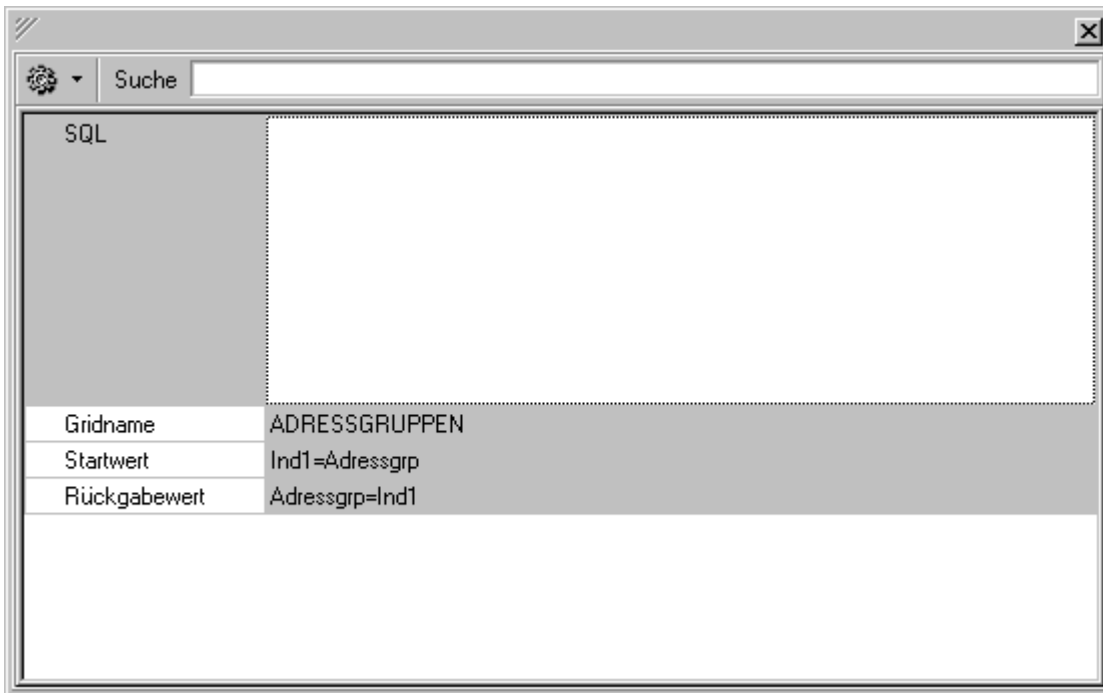 Suche
SQL
Gridname ADRESSGRUPPEN
Startwert Ind1=Adressgrp
Rückgabewert Adressgrp=Ind1